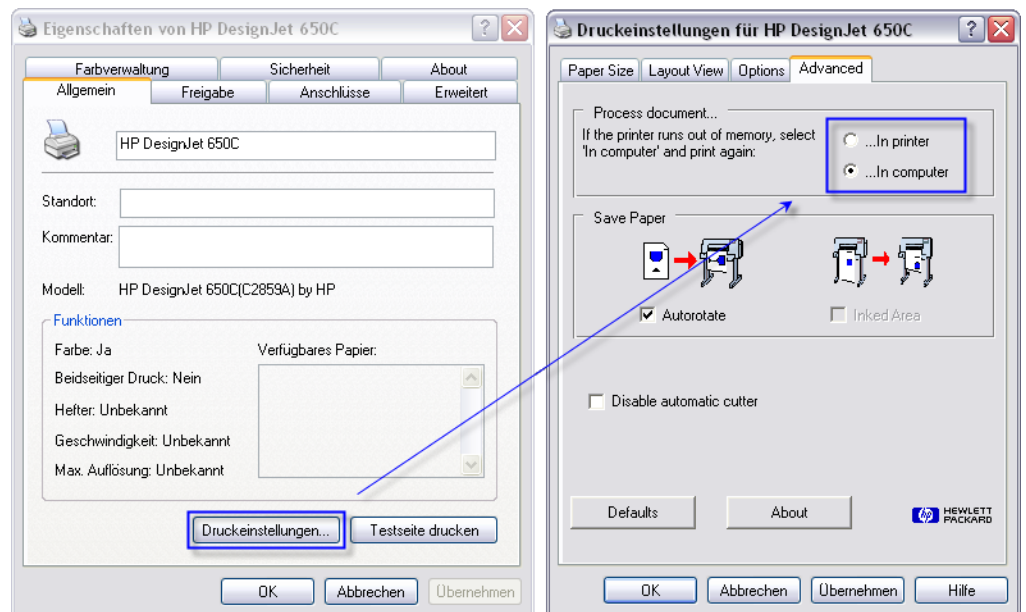 Eigenschaften von HP DesignJet 650C
Farbverwaltung Sicherheit About
Allgemein Freigabe Anschlüsse Erweitert
HP DesignJet 650C
Standort:
Kommentar:
Modell: HP DesignJet 650C(C2859A) by HP
Funktionen
Farbe: Ja Verfügbares Papier:
Beidseitiger Druck: Nein
Hefter: Unbekannt
Geschwindigkeit: Unbekannt
Max. Auflösung: Unbekannt
Druckeinstellungen... Testseite drucken
OK Abbrechen Übernehmen
Druckeinstellungen für HP DesignJet 650C
Paper Size Layout View Options Advanced
Process document...
If the printer runs out of memory, select
'In computer' and print again:
...In printer
...In computer
Save Paper
Autorotate Inked Area
Disable automatic cutter
Defaults About
hp HEWLETT
PACKARD
OK Abbrechen Übernehmen Hilfe